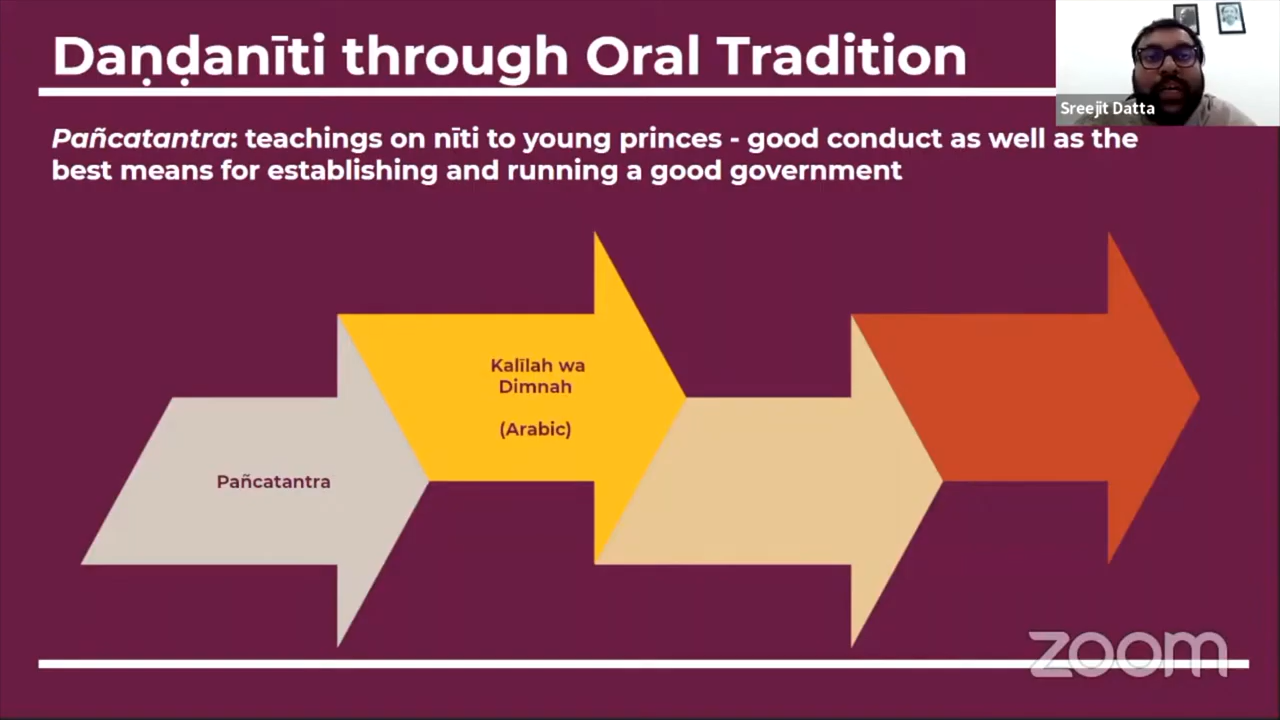 Daṇḍanīti through Oral Tradition
Sreejit Datta
Pañcatantra: teachings on nīti to young princes - good conduct as well as the
best means for establishing and running a good government
Kalīlah wa
Dimnah
(Arabic)
Pañcatantra
zoom